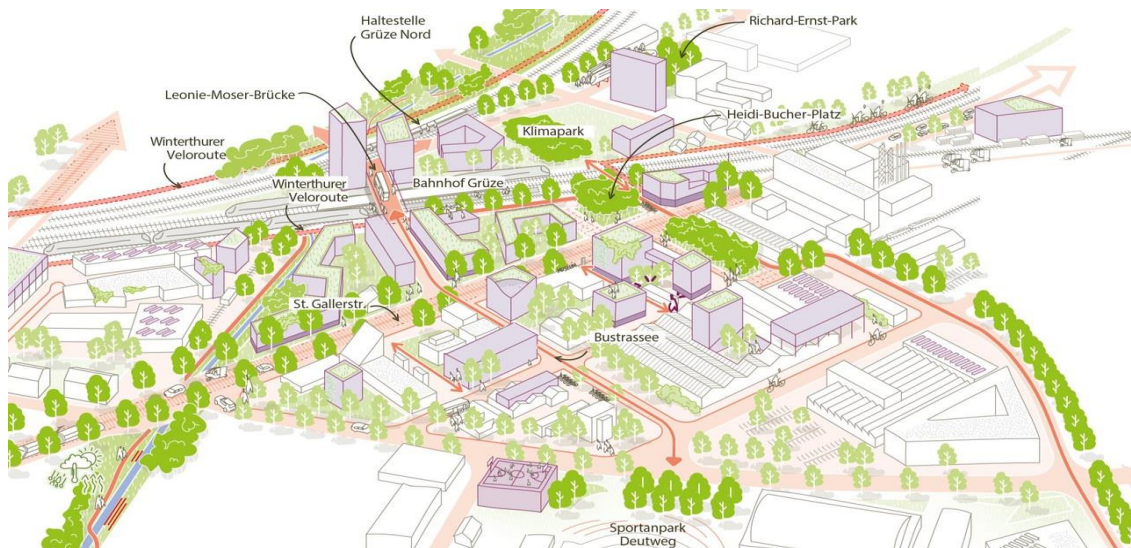 Haltestelle
Grüze Nord
Richard-Ernst-Park
Leonie-Moser-Brücke
Heidi-Bucher-Platz
Klimapark
Winterthurer
Veloroute
Winterthurer
Veloroute
Bahnhof Grüze
St. Gallerstr.
Bustrassee
Sportanpark
Deutweg